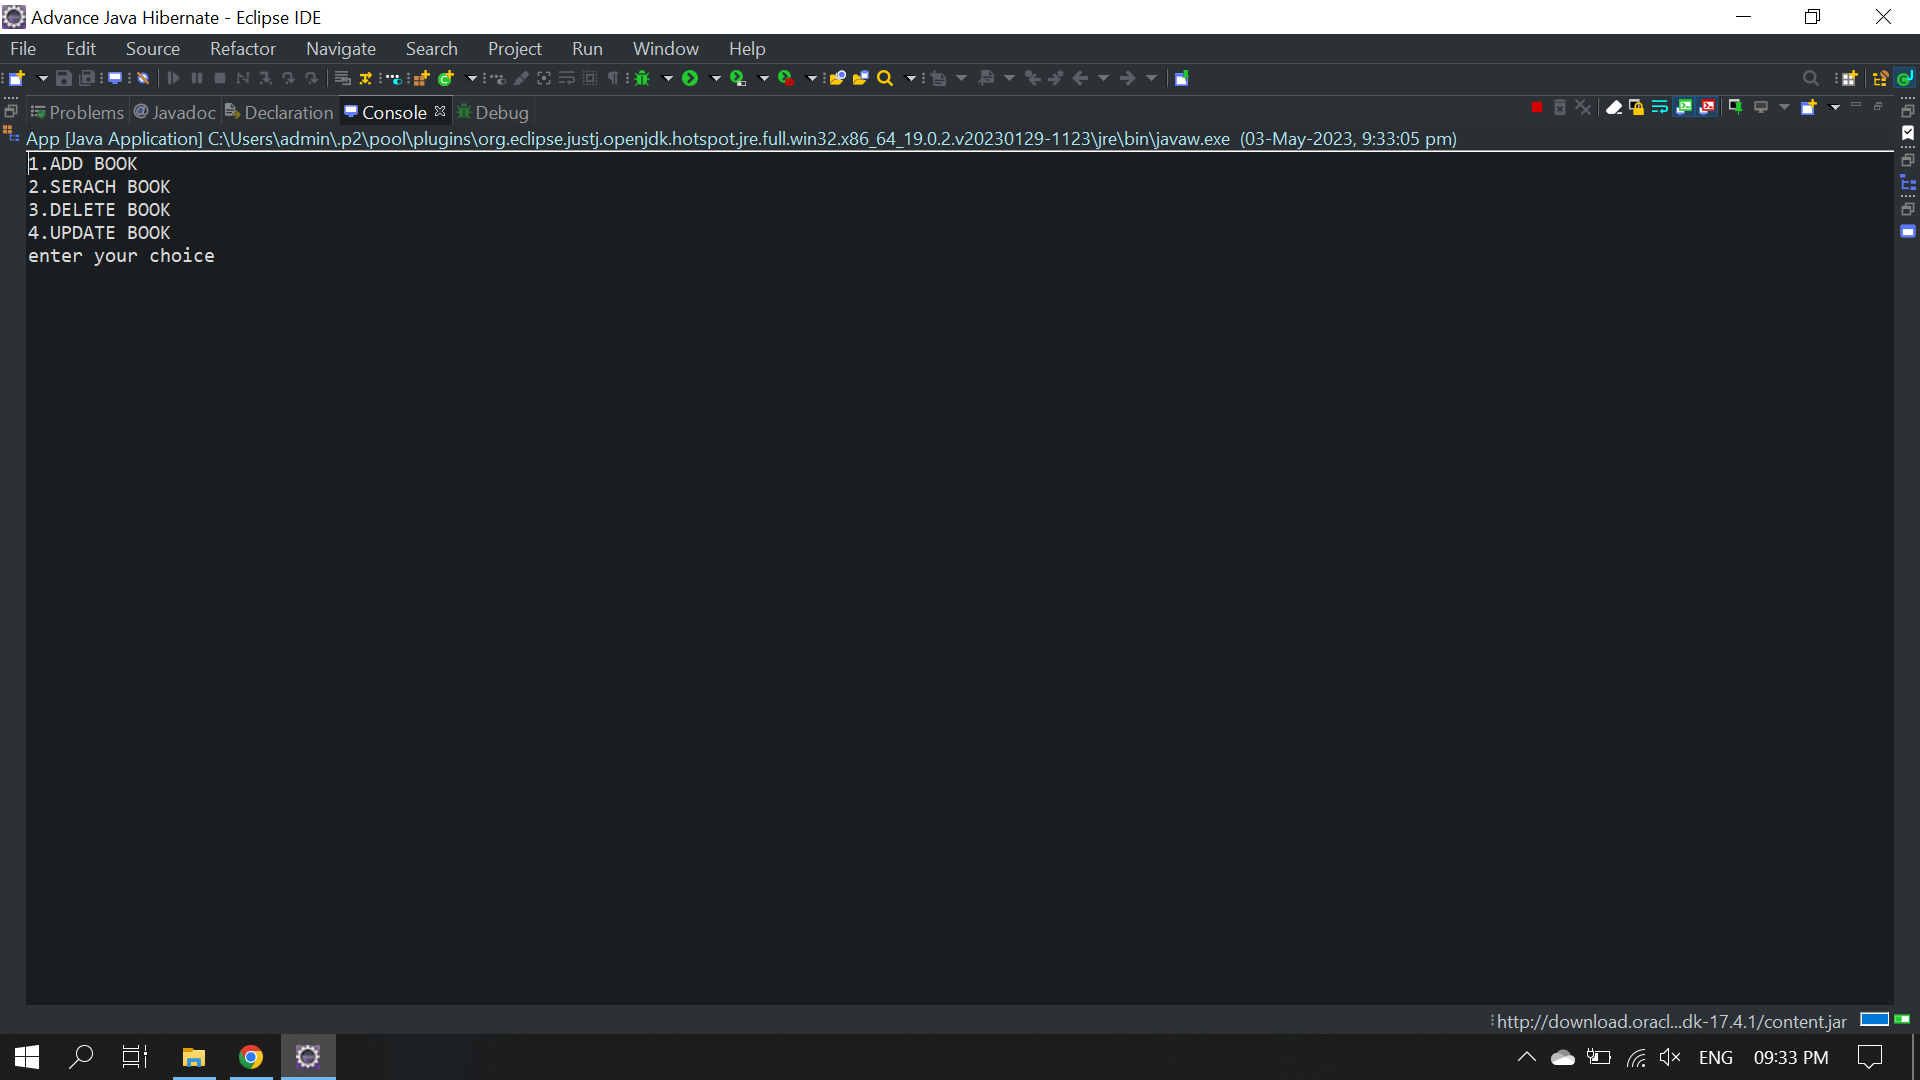 Advance Java Hibernate - Eclipse IDE
File Edit Source Refactor Navigate Search Project Run Window Help
Problems @ Javadoc Declaration Console Debug
App [Java Application] C:\Users\admin\.p2\pool\plugins\org.eclipse.justj.openjdk.hotspot.jre.full.win32.x86_64_19.0.2.v20230129-1123\jre\bin\javaw.exe (03-May-2023, 9:33:05 pm)
1.ADD BOOK
2.SERACH BOOK
3.DELETE BOOK
4.UPDATE BOOK
enter your choice
http://download.oracl...dk-17.4.1/content.jar
ENG 09:33 PM